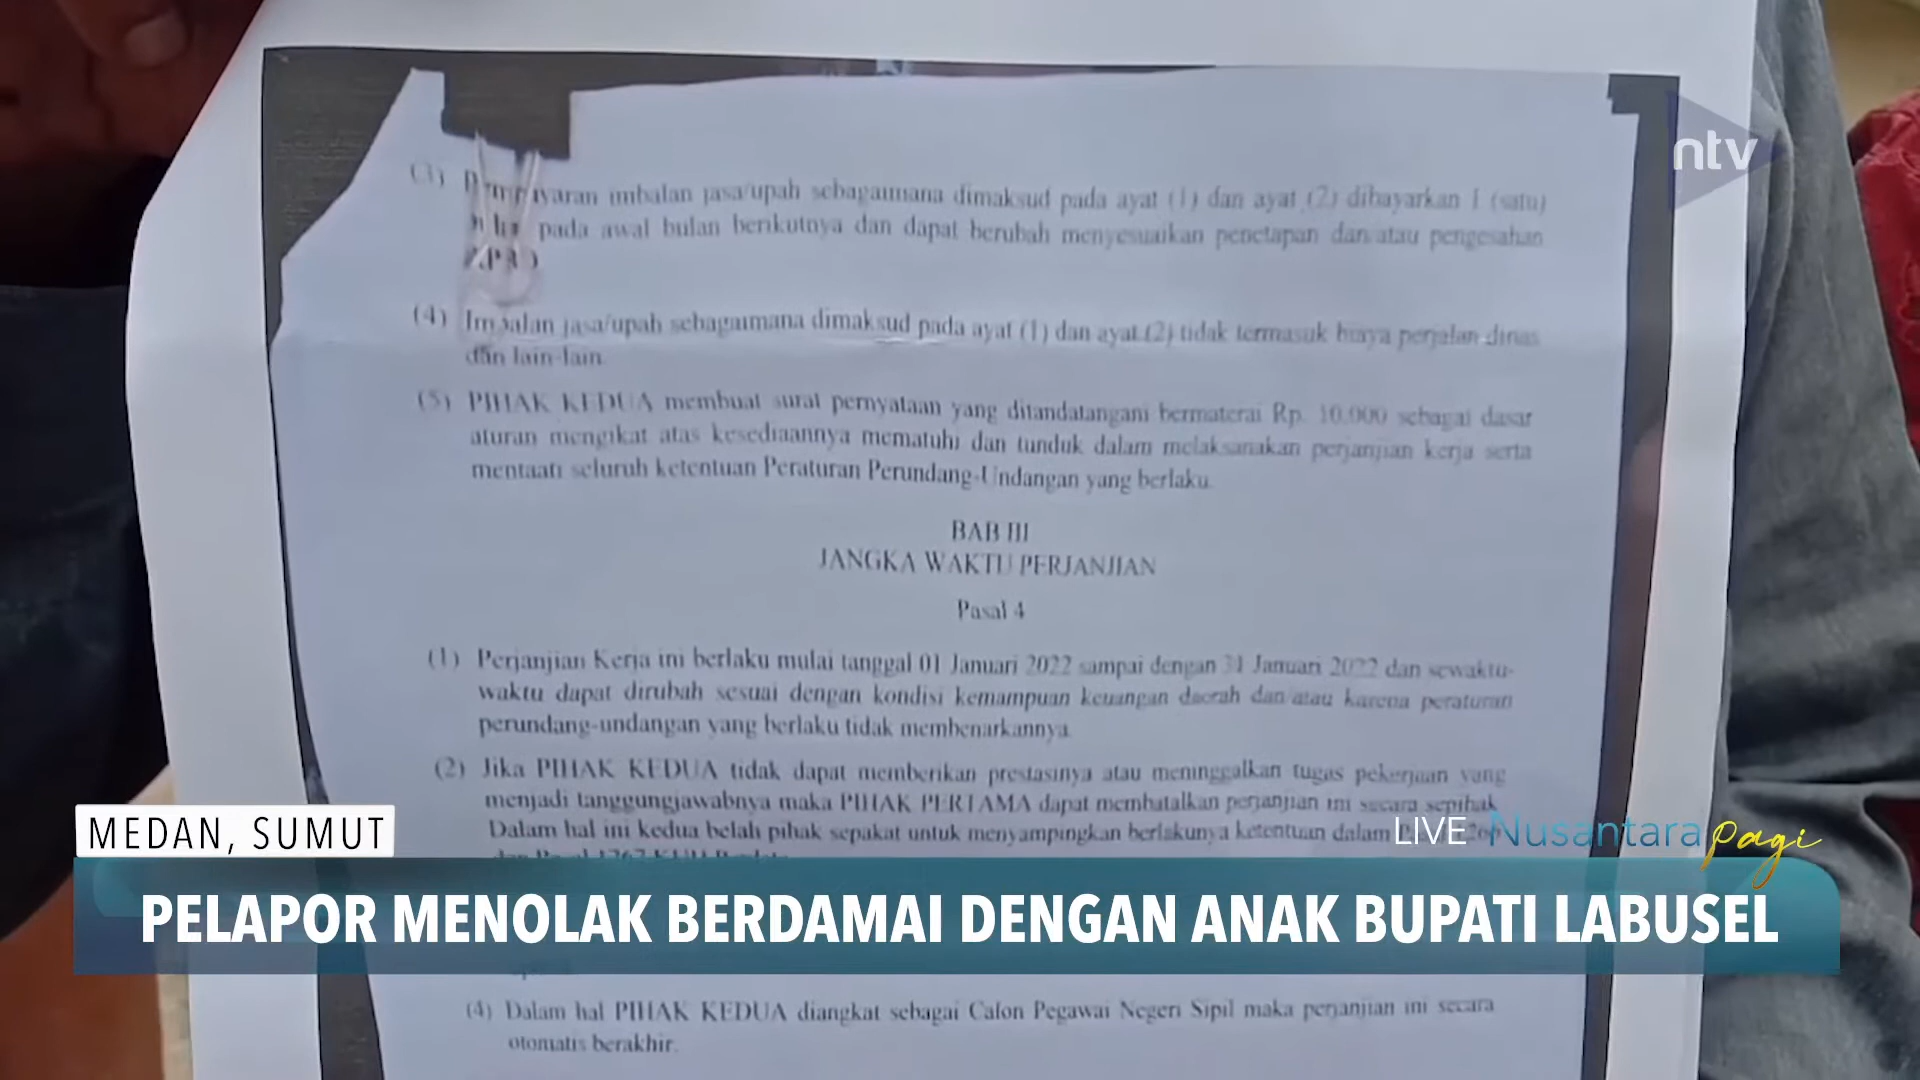 (3) imbalan jasa/upah sebagaimana dimaksud pada ayat (1) dan ayat (2) dibayarkan 1 (satu)
pada awal bulan berikutnya dan dapat berubah menyesuaikan penetapan dan/atau pengesahan
(4) Imbalan jasa/upah sebagaimana dimaksud pada ayat (1) dan ayat (2) tidak termasuk biaya perjalan dinas
dan lain-lain.
(5) PIHAK KEDUA membuat surat pernyataan yang ditandatangani bermaterai Rp. 10.000 sebagai dasar
aturan mengikat atas kesediaannya mematuhi dan tunduk dalam melaksanakan perjanjian kerja serta
mentaati seluruh ketentuan Peraturan Perundang-Undangan yang berlaku.
BAB III
JANGKA WAKTU PERJANJIAN
Pasal 4
(1) Perjanjian Kerja ini berlaku mulai tanggal 01 Januari 2022 sampai dengan 31 Januari 2022 dan sewaktu-
waktu dapat dirubah sesuai dengan kondisi kemampuan keuangan daerah dan/atau karena peraturan
perundang-undangan yang berlaku tidak membenarkannya.
(2) Jika PIHAK KEDUA tidak dapat memberikan prestasinya atau meninggalkan tugas pekerjaan yang
menjadi tanggungjawabnya maka PIHAK PERTAMA dapat membatalkan perjanjian ini secara sepihak.
Dalam hal ini kedua belah pihak sepakat untuk menyampingkan berlakunya ketentuan dalam
(4) Dalam hal PIHAK KEDUA diangkat sebagai Calon Pegawai Negeri Sipil maka perjanjian ini secara
otomatis berakhir.
ntv
LIVE Nusantara pagi
MEDAN, SUMUT
PELAPOR MENOLAK BERDAMAI DENGAN ANAK BUPATI LABUSEL